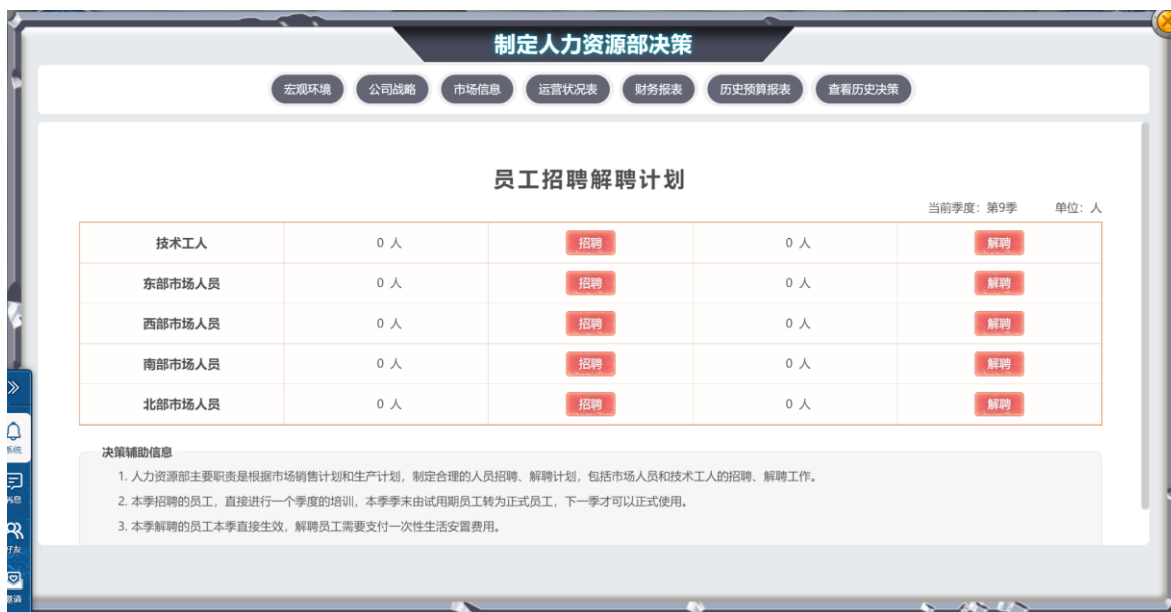 制定人力资源部决策
宏观环境 公司战略 市场信息 运营状况表 财务报表 历史预算报表 查看历史决策
员工招聘解聘计划
当前季度：第9季 单位：人
技术工人 0 人 招聘 0 人 解聘
东部市场人员 0 人 招聘 0 人 解聘
西部市场人员 0 人 招聘 0 人 解聘
南部市场人员 0 人 招聘 0 人 解聘
北部市场人员 0 人 招聘 0 人 解聘
决策辅助信息
1. 人力资源部主要职责是根据市场销售计划和生产计划，制定合理的人员招聘、解聘计划，包括市场人员和技术工人的招聘、解聘工作。
2. 本季招聘的员工，直接进行一个季度的培训，本季季末由试用期员工转为正式员工，下一季才可以正式使用。
3. 本季解聘的员工本季直接生效，解聘员工需要支付一次性生活安置费用。
系统
消息
好友
邀请